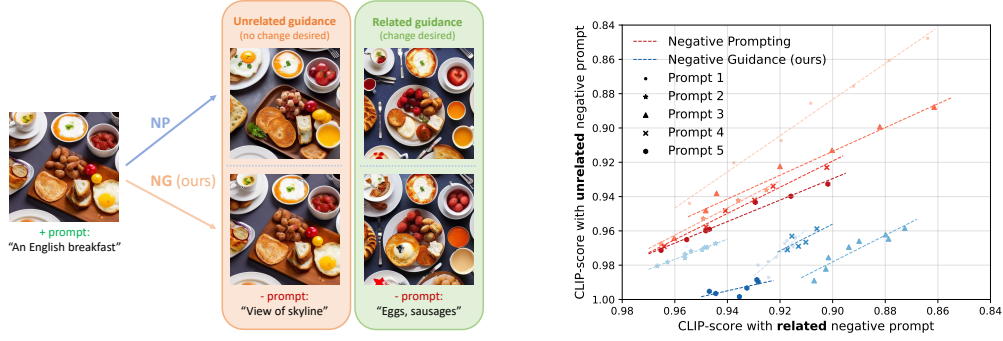 Unrelated guidance
(no change desired)
Related guidance
(change desired)
NP
NG (ours)
+ prompt:
"An English breakfast"
- prompt:
"View of skyline"
- prompt:
"Eggs, sausages"
CLIP-score with unrelated negative prompt
0.84
0.86
0.88
0.90
0.92
0.94
0.96
0.98
1.00
Negative Prompting
Negative Guidance (ours)
Prompt 1
Prompt 2
Prompt 3
Prompt 4
Prompt 5
0.98 0.96 0.94 0.92 0.90 0.88 0.86 0.84
CLIP-score with related negative prompt